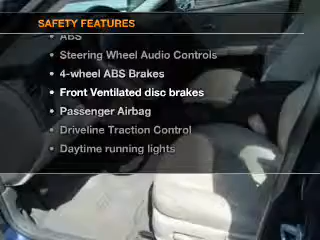 SAFETY FEATURES
• ABS
• Steering Wheel Audio Controls
• 4-wheel ABS Brakes
• Front Ventilated disc brakes
• Passenger Airbag
• Driveline Traction Control
• Daytime running lights